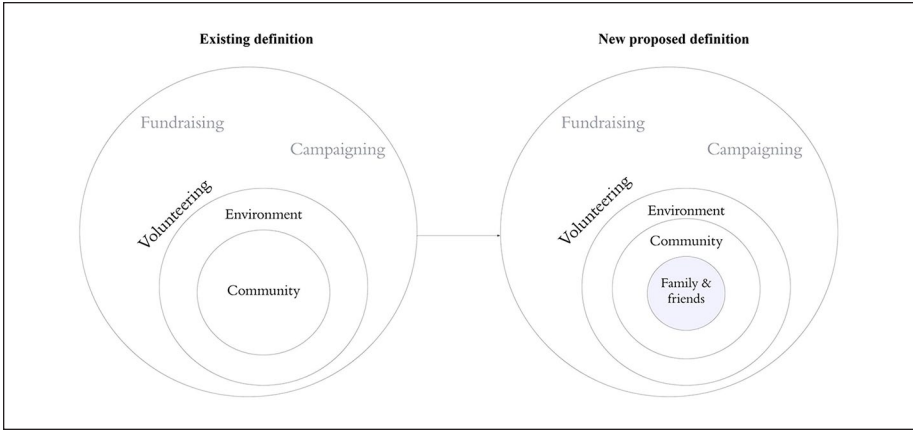 Existing definition
New proposed definition
Fundraising
Campaigning
Volunteering
Environment
Community
Fundraising
Campaigning
Volunteering
Environment
Community
Family &
friends